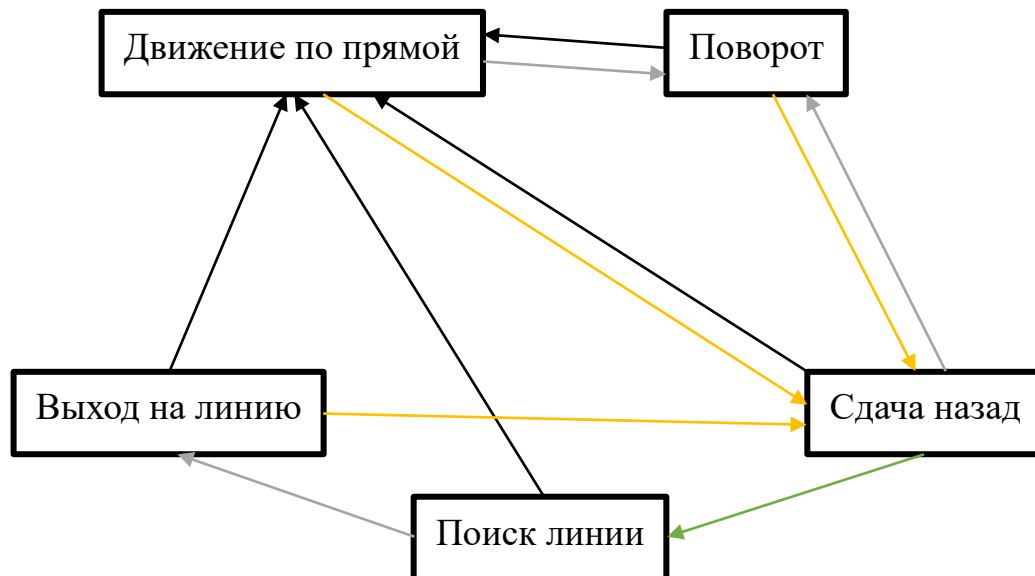 Движение по прямой
Поворот
Выход на линию
Сдача назад
Поиск линии